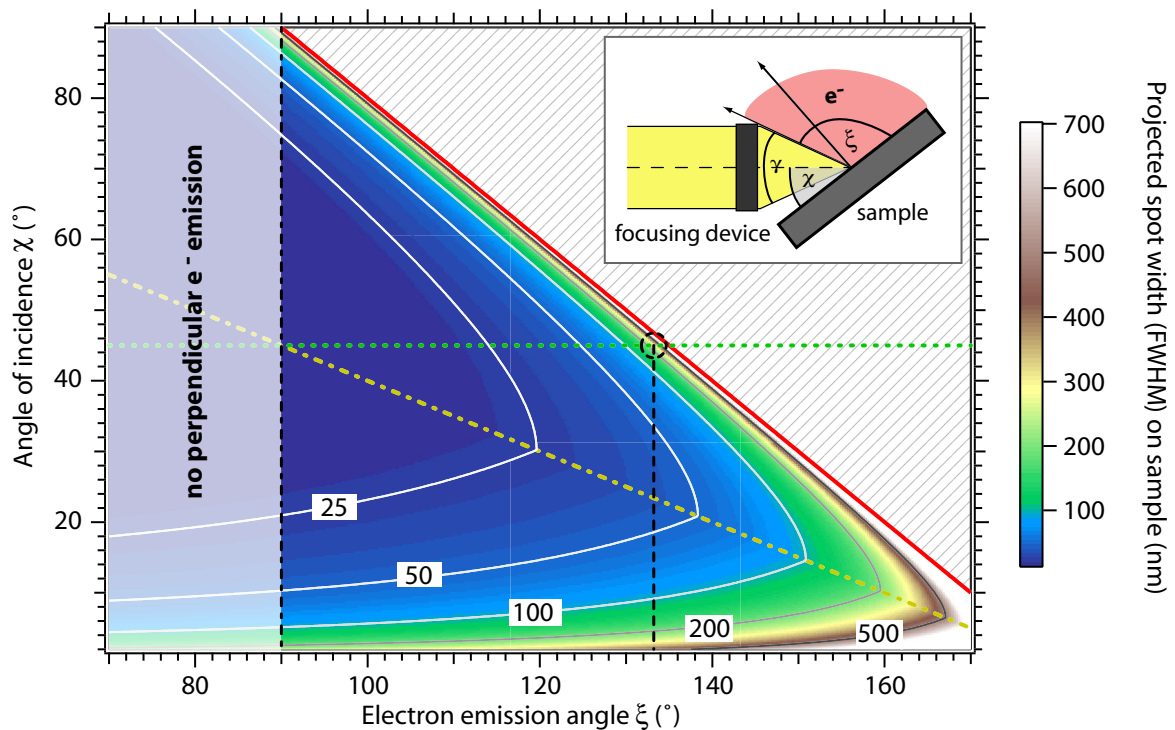 Angle of incidence χ (˚)
80
60
40
20
no perpendicular e⁻ emission
25
50
100
200
500
e⁻
ξ
γ
χ
sample
focusing device
80
100
120
140
160
Electron emission angle ξ (˚)
700
600
500
400
300
200
100
Projected spot width (FWHM) on sample (nm)